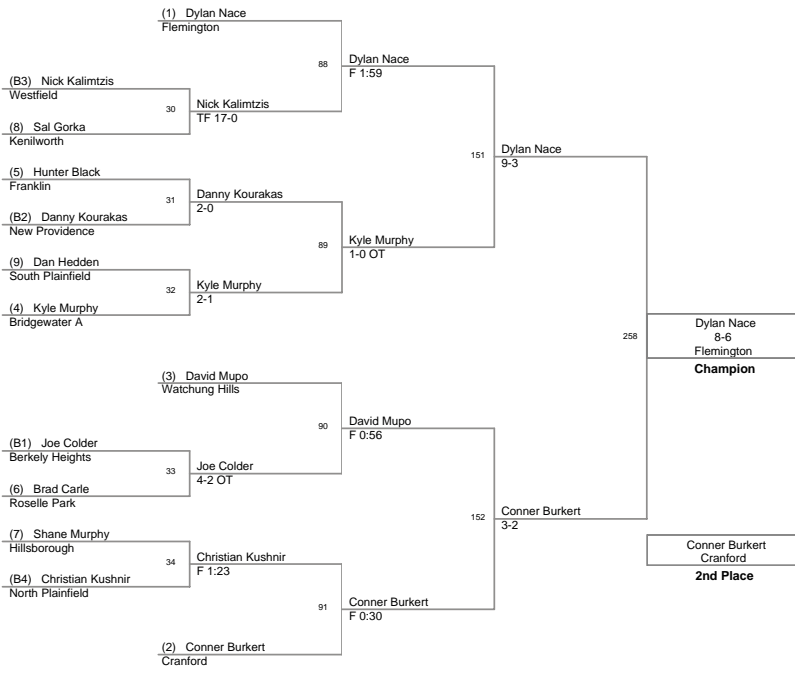 (1) Dylan Nace
Flemington
88
Dylan Nace
F 1:59
(B3) Nick Kalimtzis
Westfield
30
Nick Kalimtzis
TF 17-0
(8) Sal Gorka
Kenilworth
151
Dylan Nace
9-3
(5) Hunter Black
Franklin
31
Danny Kourakas
2-0
(B2) Danny Kourakas
New Providence
89
Kyle Murphy
1-0 OT
(9) Dan Hedden
South Plainfield
32
Kyle Murphy
2-1
(4) Kyle Murphy
Bridgewater A
258
Dylan Nace
8-6
Flemington
Champion
(3) David Mupo
Watchung Hills
90
David Mupo
F 0:56
(B1) Joe Colder
Berkely Heights
33
Joe Colder
4-2 OT
(6) Brad Carle
Roselle Park
152
Conner Burkert
3-2
(7) Shane Murphy
Hillsborough
34
Christian Kushnir
F 1:23
(B4) Christian Kushnir
North Plainfield
91
Conner Burkert
F 0:30
(2) Conner Burkert
Cranford
Conner Burkert
Cranford
2nd Place